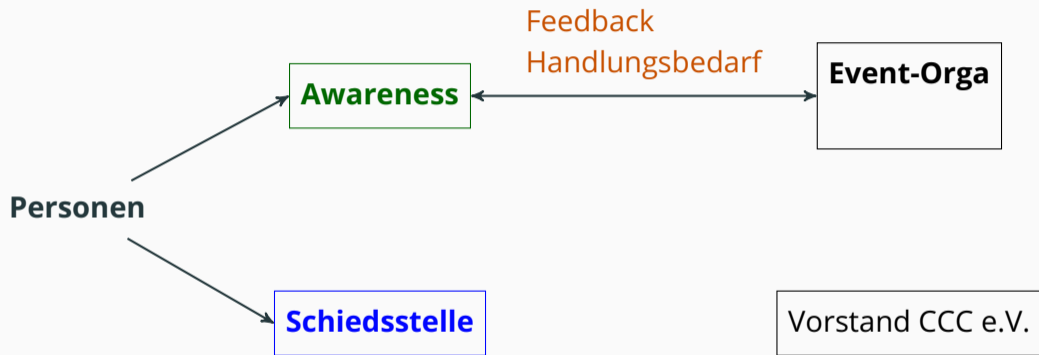 Feedback
Handlungsbedarf
Event-Orga
Awareness
Personen
Schiedsstelle
Vorstand CCC e.V.